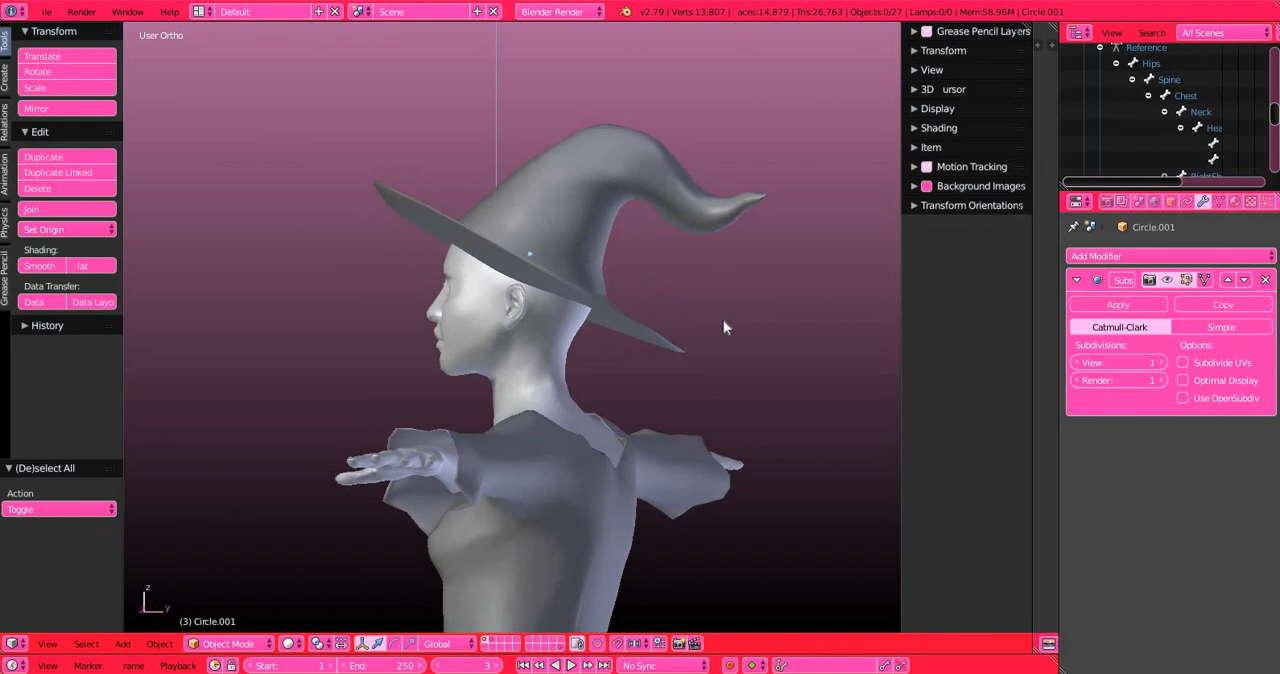 ile Render Window Help Default Scene Blender Render v2.79 | Verts:13,807 | aces:14,879 | Tris:26,763 | Objects:0/27 | Lamps:0/0 | Mem:58.96M | Circle.001
Tools
Create
Relations
Animation
Physics
Grease Pencil
Transform
Translate
Rotate
Scale
Mirror
Edit
Duplicate
Duplicate Linked
Delete
Join
Set Origin
Shading:
Smooth lat
Data Transfer:
Data Data Layo
History
(De)select All
Action
Toggle
User Ortho
z
y
(3) Circle.001
Grease Pencil Layers
Transform
View
3D ursor
Display
Shading
Item
Motion Tracking
Background Images
Transform Orientations
View Search All Scenes
Reference
Hips
Spine
Chest
Neck
Hea
RightSh
Circle.001
Add Modifier
Subs
Apply Copy
Catmull-Clark Simple
Subdivisions: Options:
View: 1 Subdivide UVs
Render: 1 Optimal Display
Use OpenSubdiv
View Select Add Object Object Mode Global
View Marker rame Playback Start: 1 End: 250 3 No Sync